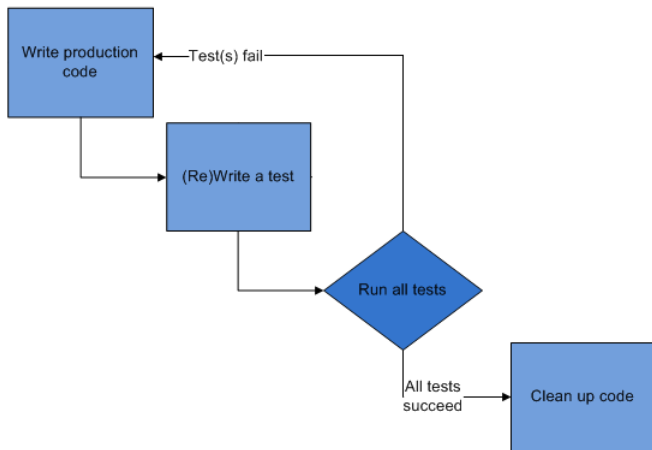 Write production
code
Test(s) fail
(Re)Write a test
Run all tests
All tests
succeed
Clean up code